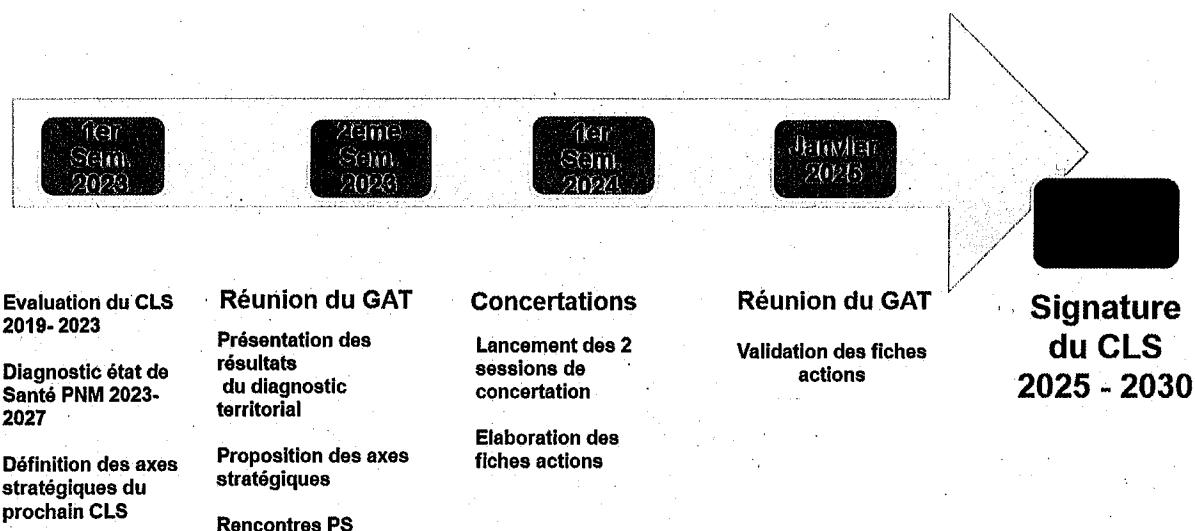 1er
Sem.
2023
2ème
Sem.
2023
1er
Sem.
2024
Janvier
2025
Evaluation du CLS
2019- 2023
Diagnostic état de
Santé PNM 2023-
2027
Définition des axes
stratégiques du
prochain CLS
Réunion du GAT
Présentation des
résultats
du diagnostic
territorial
Proposition des axes
stratégiques
Rencontres PS
Concertations
Lancement des 2
sessions de
concertation
Elaboration des
fiches actions
Réunion du GAT
Validation des fiches
actions
Signature
du CLS
2025 - 2030